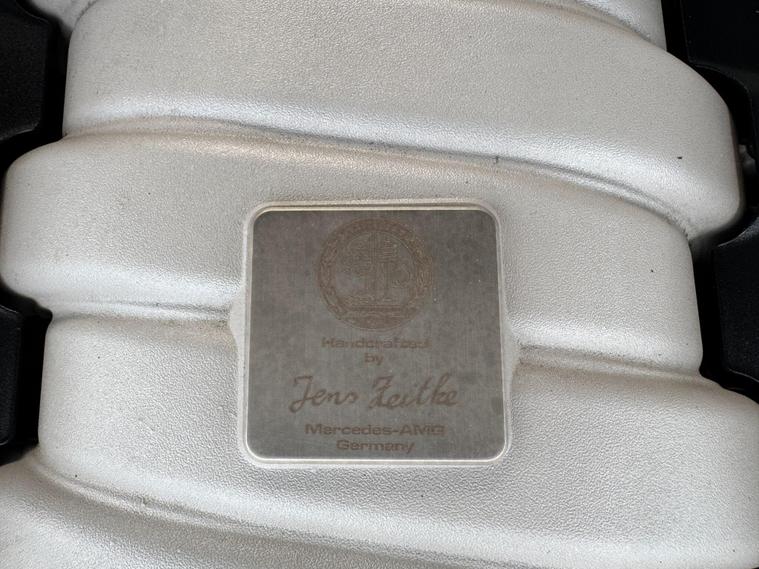 Handcrafted
by
Jens Zeitke
Mercedes-AMG
Germany